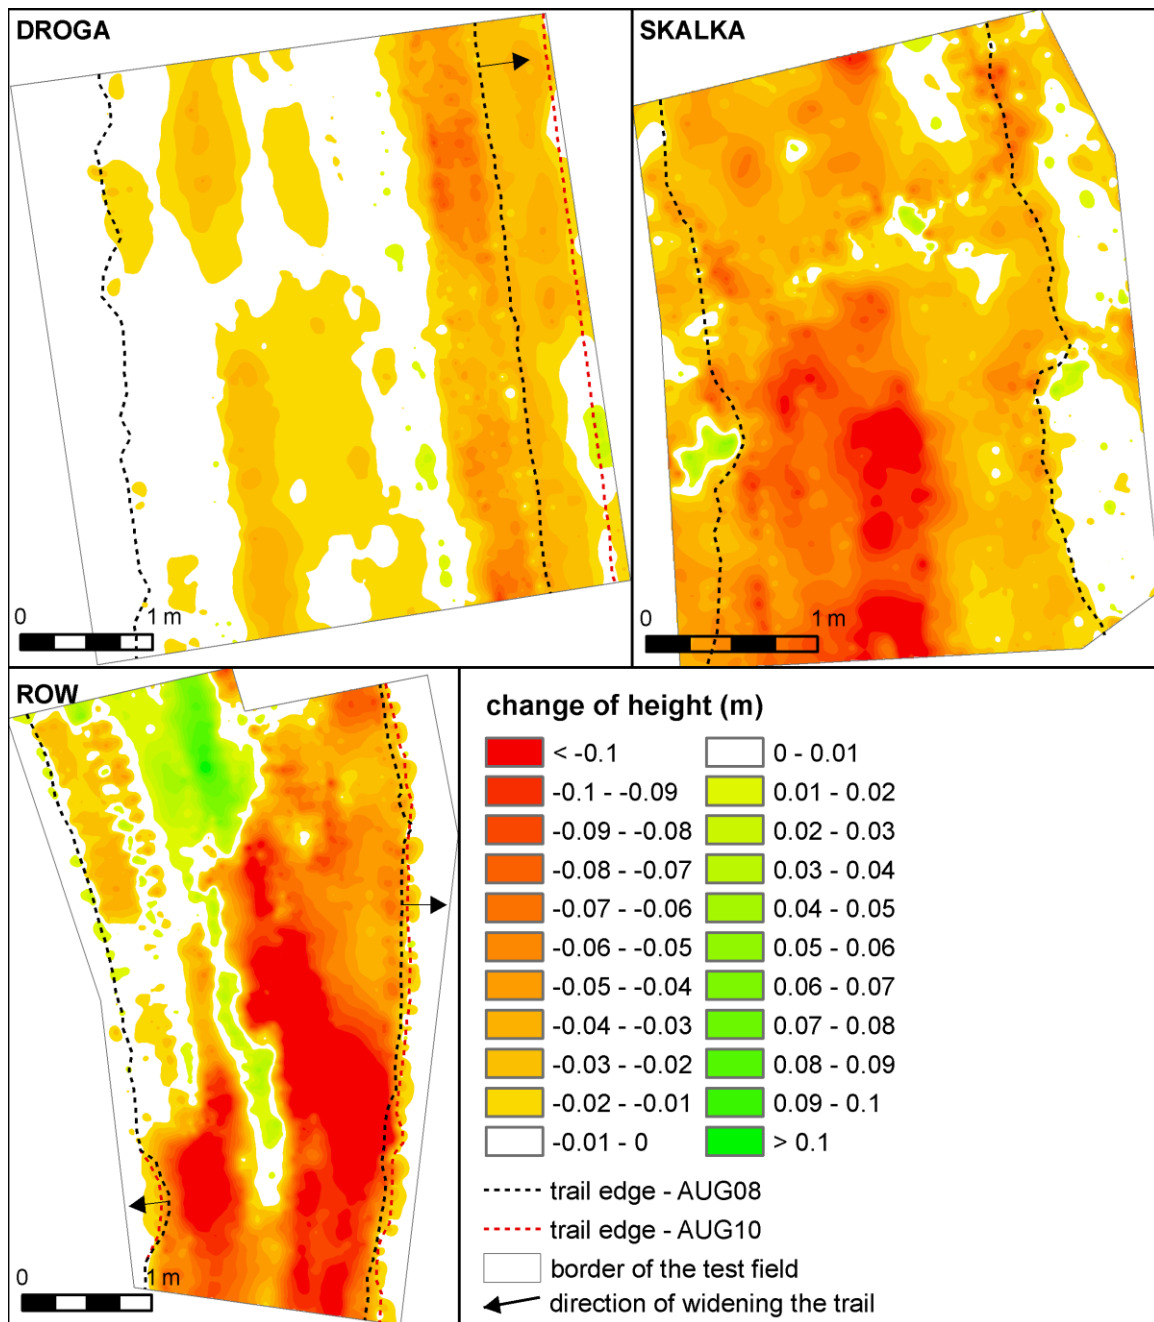 DROGA
SKALKA
0
1 m
0
1 m
ROW
0
1 m
change of height (m)
< -0.1
-0.1 - -0.09
-0.09 - -0.08
-0.08 - -0.07
-0.07 - -0.06
-0.06 - -0.05
-0.05 - -0.04
-0.04 - -0.03
-0.03 - -0.02
-0.02 - -0.01
-0.01 - 0
0 - 0.01
0.01 - 0.02
0.02 - 0.03
0.03 - 0.04
0.04 - 0.05
0.05 - 0.06
0.06 - 0.07
0.07 - 0.08
0.08 - 0.09
0.09 - 0.1
> 0.1
trail edge - AUG08
trail edge - AUG10
border of the test field
direction of widening the trail